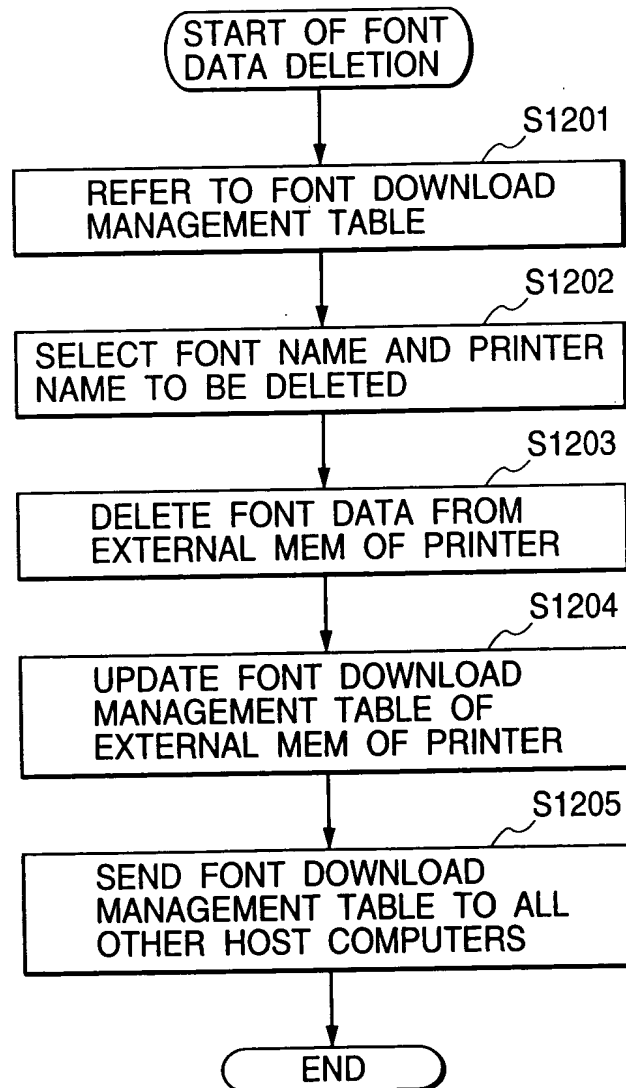 START OF FONT
DATA DELETION
S1201
REFER TO FONT DOWNLOAD
MANAGEMENT TABLE
S1202
SELECT FONT NAME AND PRINTER
NAME TO BE DELETED
S1203
DELETE FONT DATA FROM
EXTERNAL MEM OF PRINTER
S1204
UPDATE FONT DOWNLOAD
MANAGEMENT TABLE OF
EXTERNAL MEM OF PRINTER
S1205
SEND FONT DOWNLOAD
MANAGEMENT TABLE TO ALL
OTHER HOST COMPUTERS
END